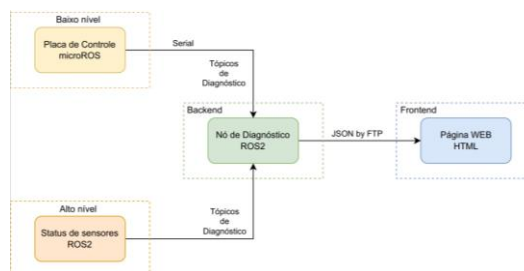 Baixo nível
Placa de Controle
microROS
Serial
Tópicos
de
Diagnóstico
Backend
Nó de Diagnóstico
ROS2
JSON by FTP
Frontend
Página WEB
HTML
Alto nível
Status de sensores
ROS2
Tópicos
de
Diagnóstico